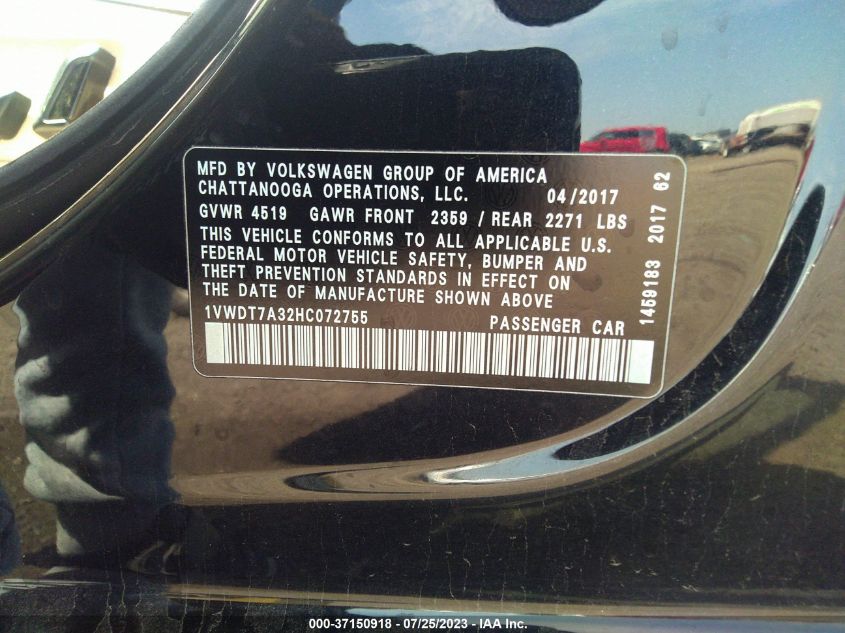 MFD BY VOLKSWAGEN GROUP OF AMERICA
CHATTANOOGA OPERATIONS, LLC. 04/2017
GVWR 4519 GAWR FRONT 2359 / REAR 2271 LBS
THIS VEHICLE CONFORMS TO ALL APPLICABLE U.S.
FEDERAL MOTOR VEHICLE SAFETY, BUMPER AND
THEFT PREVENTION STANDARDS IN EFFECT ON
THE DATE OF MANUFACTURE SHOWN ABOVE
1VWDT7A32HC072755 PASSENGER CAR
1459183 2017 62
000-37150918 - 07/25/2023 - IAA Inc.